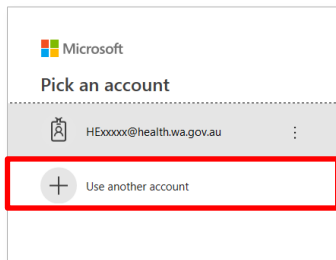 Microsoft
Pick an account
HExxxxx@health.wa.gov.au
Use another account